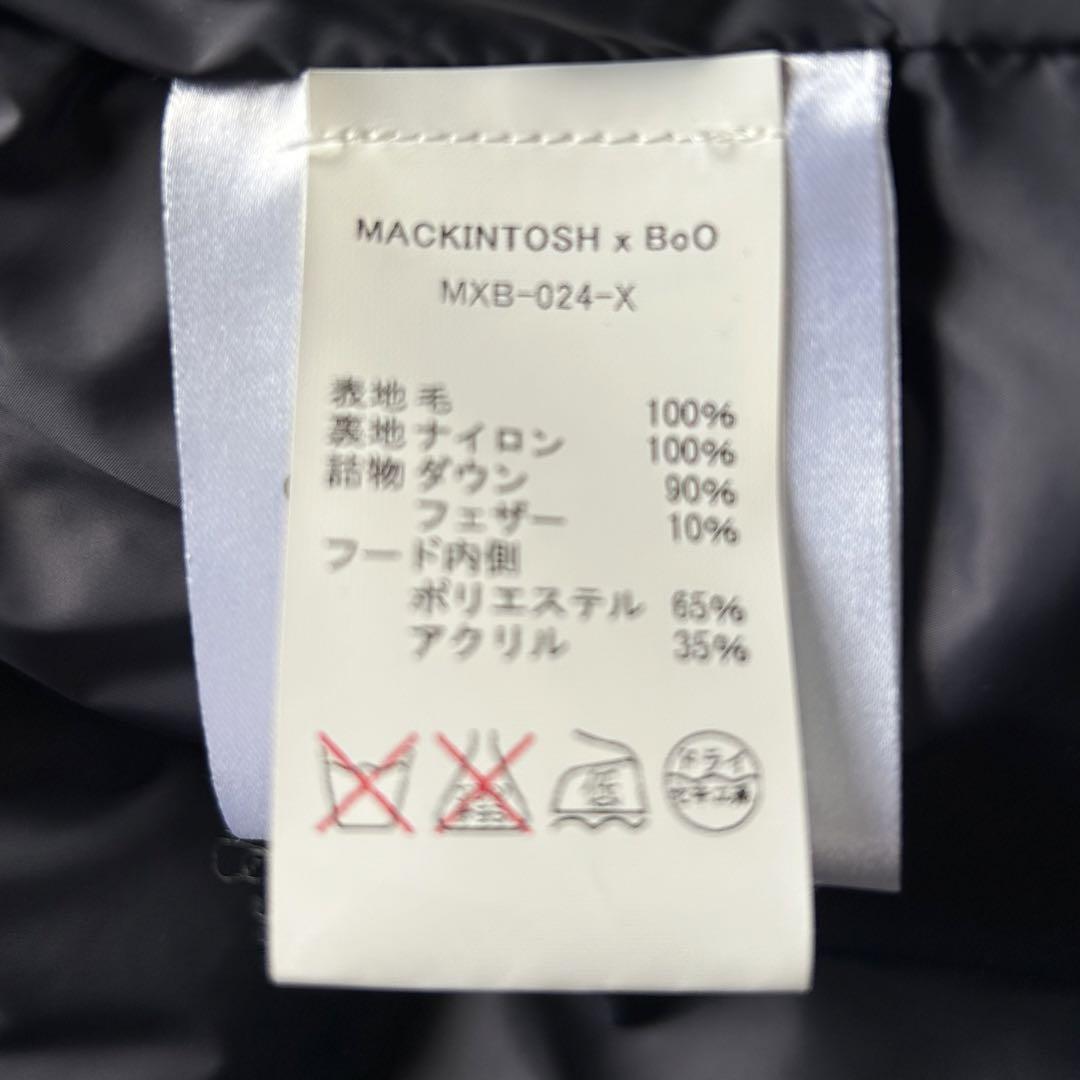 MACKINTOSH x BoO
MXB-024-X
表地 毛 100%
裏地 ナイロン 100%
詰物 ダウン 90%
フェザー 10%
フード内側
ポリエステル 65%
アクリル 35%
低
ドライ